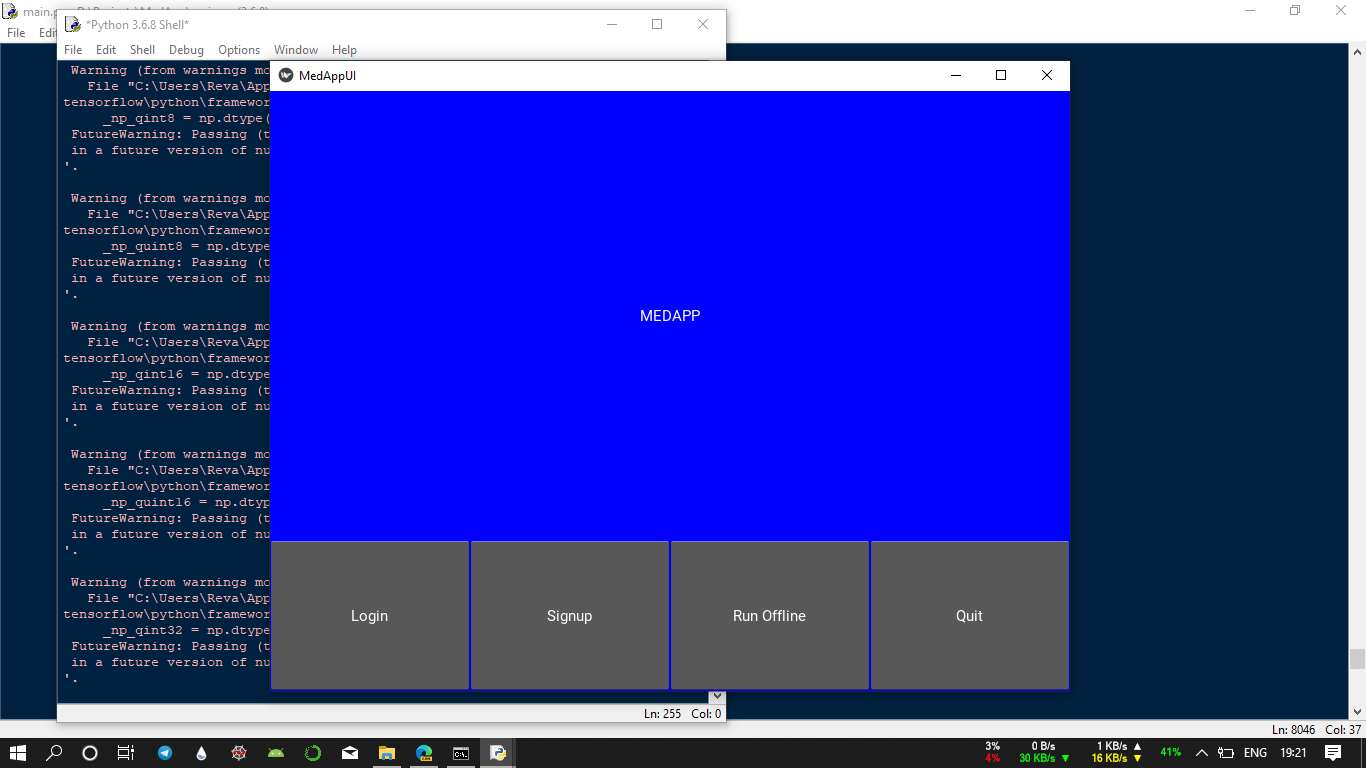 main.p
File Edi
*Python 3.6.8 Shell*
File Edit Shell Debug Options Window Help
Warning (from warnings mo
File "C:\Users\Reva\App
tensorflow\python\framewor
_np_qint8 = np.dtype(
FutureWarning: Passing (t
in a future version of nu
'.
Warning (from warnings mo
File "C:\Users\Reva\App
tensorflow\python\framewor
_np_quint8 = np.dtype
FutureWarning: Passing (t
in a future version of nu
'.
Warning (from warnings mo
File "C:\Users\Reva\App
tensorflow\python\framewor
_np_qint16 = np.dtype
FutureWarning: Passing (t
in a future version of nu
'.
Warning (from warnings mo
File "C:\Users\Reva\App
tensorflow\python\framewor
_np_quint16 = np.dtyp
FutureWarning: Passing (t
in a future version of nu
'.
Warning (from warnings mo
File "C:\Users\Reva\App
tensorflow\python\framewor
_np_qint32 = np.dtype
FutureWarning: Passing (t
in a future version of nu
'.
Ln: 255 Col: 0
MedAppUI
MEDAPP
Login
Signup
Run Offline
Quit
Ln: 8046 Col: 37
3% 0 B/s 1 KB/s
4% 30 KB/s 16 KB/s
41%
ENG
19:21